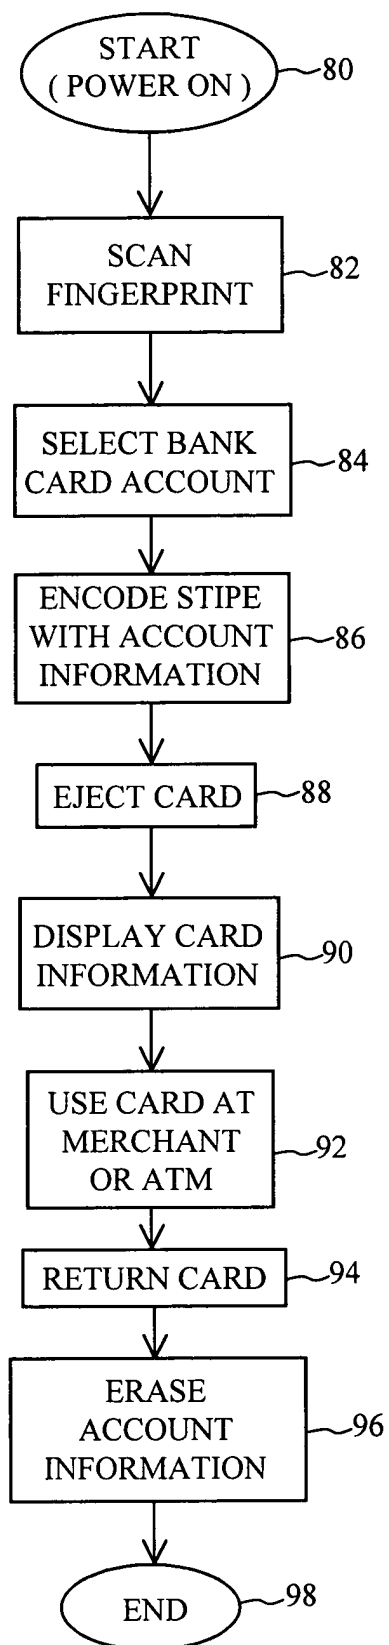 START
( POWER ON )
80
SCAN
FINGERPRINT
82
SELECT BANK
CARD ACCOUNT
84
ENCODE STIPE
WITH ACCOUNT
INFORMATION
86
EJECT CARD
88
DISPLAY CARD
INFORMATION
90
USE CARD AT
MERCHANT
OR ATM
92
RETURN CARD
94
ERASE
ACCOUNT
INFORMATION
96
END
98